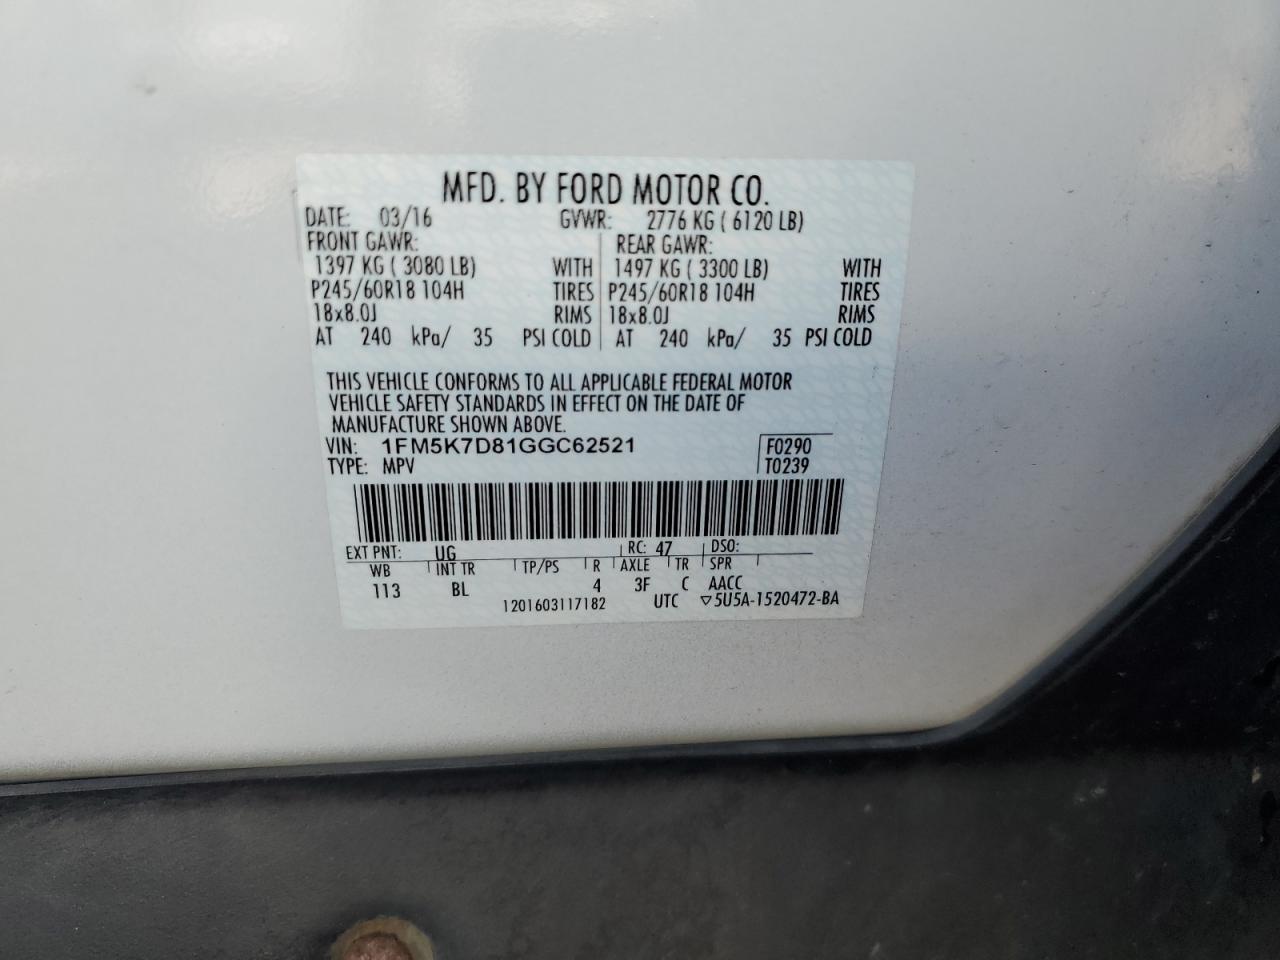 MFD. BY FORD MOTOR CO.
DATE: 03/16 GVWR: 2776 KG ( 6120 LB)
FRONT GAWR: REAR GAWR:
1397 KG ( 3080 LB) WITH 1497 KG ( 3300 LB) WITH
P245/60R18 104H TIRES P245/60R18 104H TIRES
18x8.0J RIMS 18x8.0J RIMS
AT 240 kPa/ 35 PSI COLD AT 240 kPa/ 35 PSI COLD
THIS VEHICLE CONFORMS TO ALL APPLICABLE FEDERAL MOTOR
VEHICLE SAFETY STANDARDS IN EFFECT ON THE DATE OF
MANUFACTURE SHOWN ABOVE.
VIN: 1FM5K7D81GGC62521 F0290
TYPE: MPV T0239
EXT PNT: UG RC: 47 DSO:
WB INT TR TP/PS R AXLE TR SPR
113 BL 4 3F C AACC
1201603117182 UTC ▽5U5A-1520472-BA